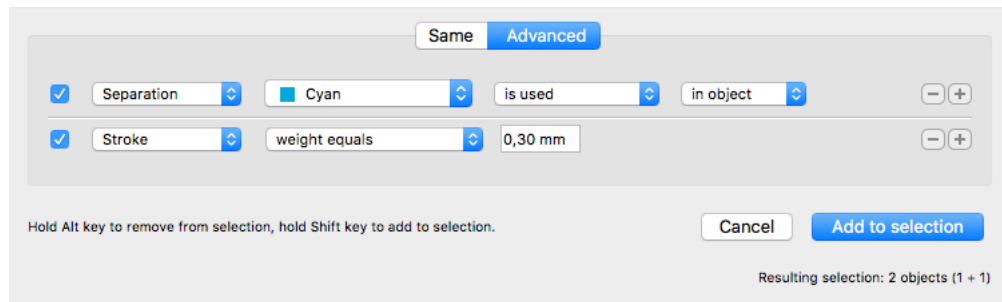 Same Advanced
Separation Cyan is used in object
Stroke weight equals 0,30 mm
Hold Alt key to remove from selection, hold Shift key to add to selection. Cancel Add to selection
Resulting selection: 2 objects (1 + 1)